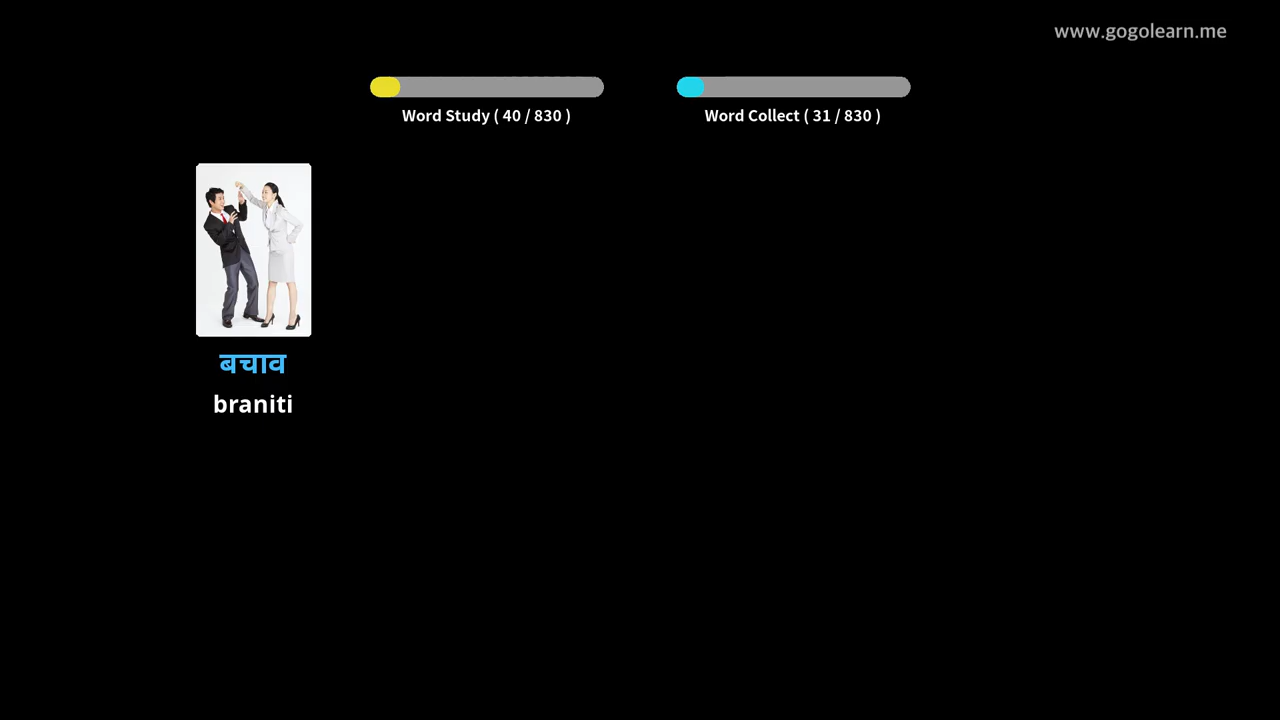 www.gogolearn.me
Word Study ( 40 / 830 )
Word Collect ( 31 / 830 )
बचाव
braniti